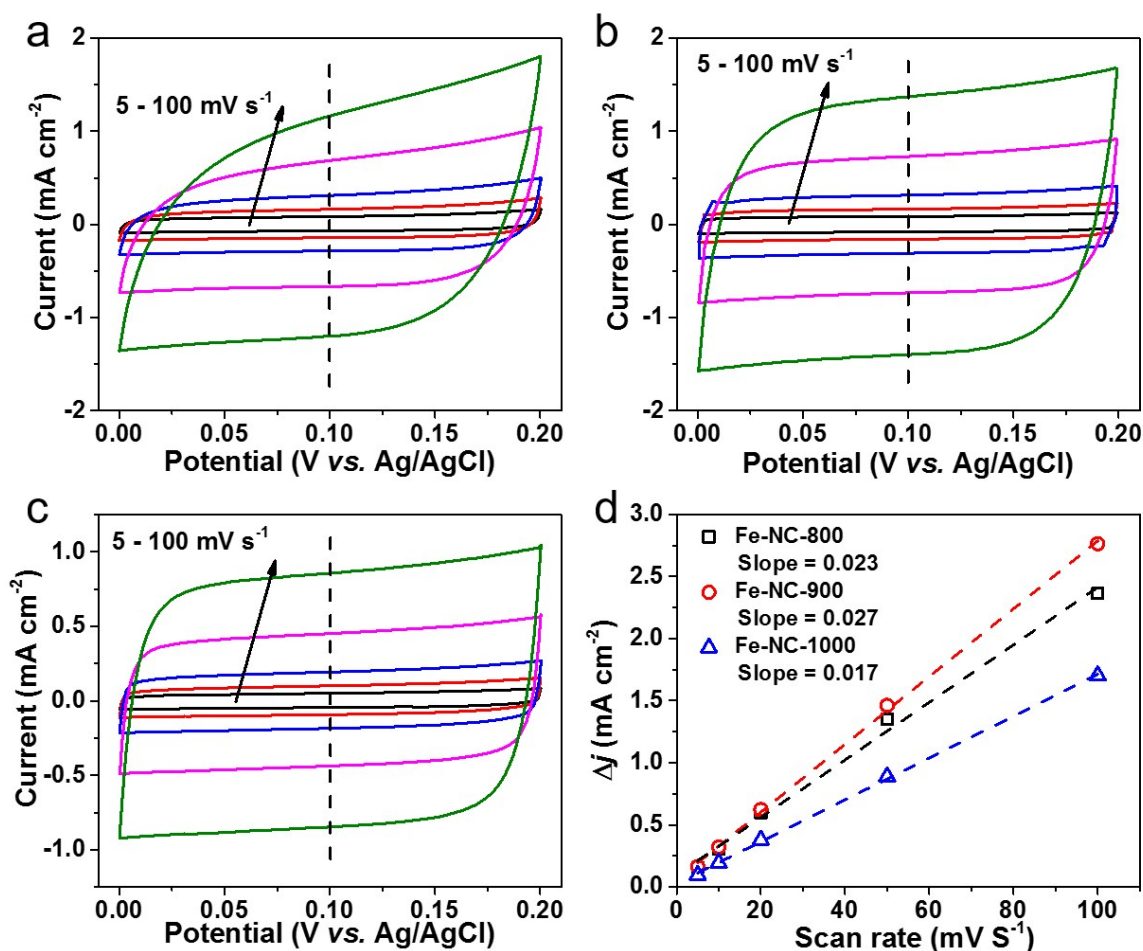 a
2
1
0
-1
-2
Current (mA cm⁻²)
5 - 100 mV s⁻¹
0.00 0.05 0.10 0.15 0.20
Potential (V vs. Ag/AgCl)
b
2
1
0
-1
-2
Current (mA cm⁻²)
5 - 100 mV s⁻¹
0.00 0.05 0.10 0.15 0.20
Potential (V vs. Ag/AgCl)
c
1.0
0.5
0.0
-0.5
-1.0
Current (mA cm⁻²)
5 - 100 mV s⁻¹
0.00 0.05 0.10 0.15 0.20
Potential (V vs. Ag/AgCl)
d
3.0
2.5
2.0
1.5
1.0
0.5
0.0
Δj (mA cm⁻²)
Fe-NC-800
Slope = 0.023
Fe-NC-900
Slope = 0.027
Fe-NC-1000
Slope = 0.017
0 20 40 60 80 100
Scan rate (mV S⁻¹)